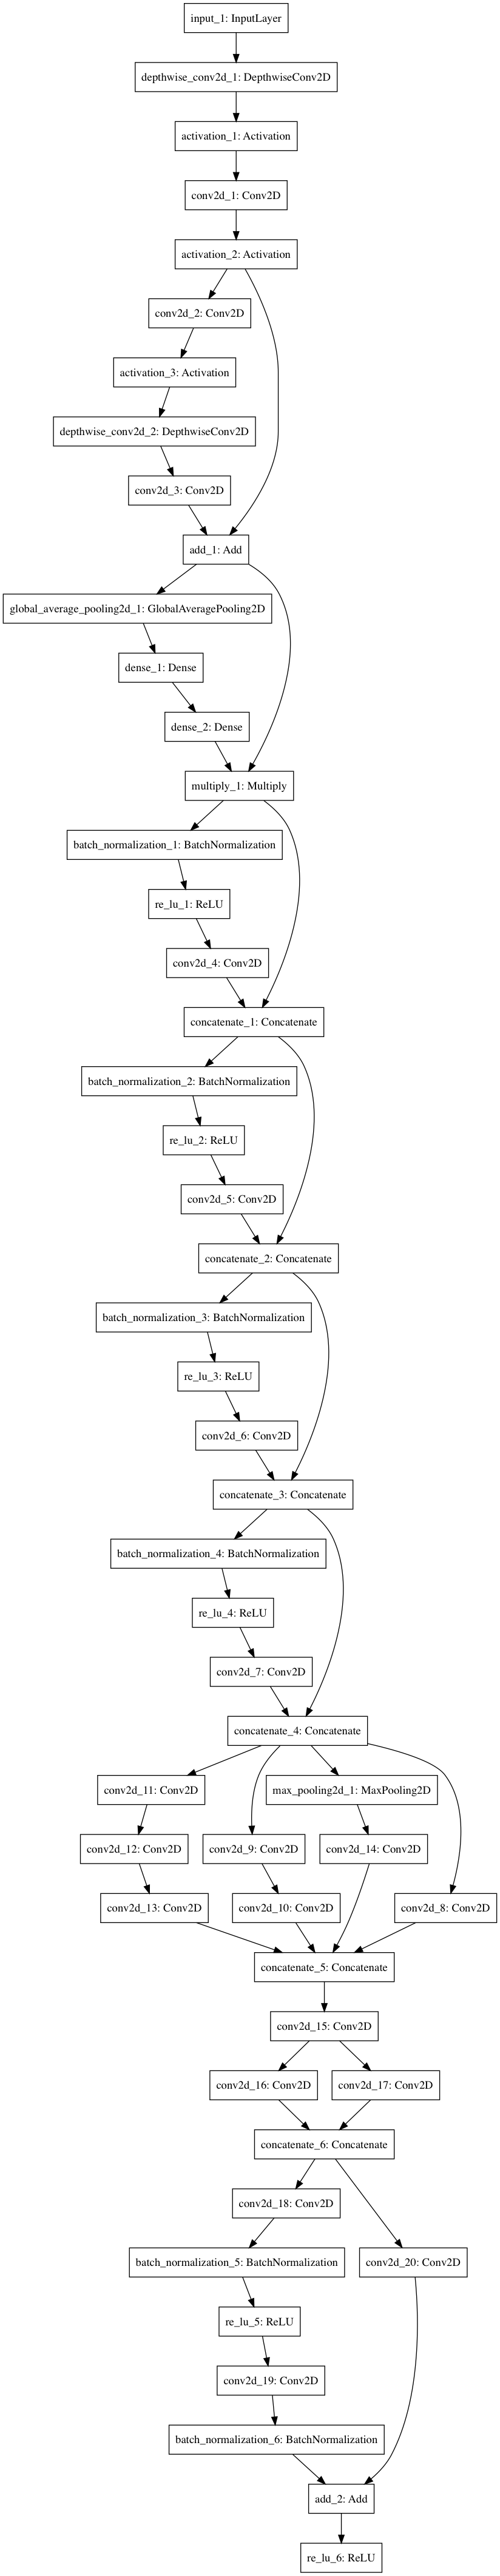 input_1: InputLayer
depthwise_conv2d_1: DepthwiseConv2D
activation_1: Activation
conv2d_1: Conv2D
activation_2: Activation
conv2d_2: Conv2D
activation_3: Activation
depthwise_conv2d_2: DepthwiseConv2D
conv2d_3: Conv2D
add_1: Add
global_average_pooling2d_1: GlobalAveragePooling2D
dense_1: Dense
dense_2: Dense
multiply_1: Multiply
batch_normalization_1: BatchNormalization
re_lu_1: ReLU
conv2d_4: Conv2D
concatenate_1: Concatenate
batch_normalization_2: BatchNormalization
re_lu_2: ReLU
conv2d_5: Conv2D
concatenate_2: Concatenate
batch_normalization_3: BatchNormalization
re_lu_3: ReLU
conv2d_6: Conv2D
concatenate_3: Concatenate
batch_normalization_4: BatchNormalization
re_lu_4: ReLU
conv2d_7: Conv2D
concatenate_4: Concatenate
conv2d_11: Conv2D
max_pooling2d_1: MaxPooling2D
conv2d_12: Conv2D
conv2d_9: Conv2D
conv2d_14: Conv2D
conv2d_13: Conv2D
conv2d_10: Conv2D
conv2d_8: Conv2D
concatenate_5: Concatenate
conv2d_15: Conv2D
conv2d_16: Conv2D
conv2d_17: Conv2D
concatenate_6: Concatenate
conv2d_18: Conv2D
batch_normalization_5: BatchNormalization
conv2d_20: Conv2D
re_lu_5: ReLU
conv2d_19: Conv2D
batch_normalization_6: BatchNormalization
add_2: Add
re_lu_6: ReLU